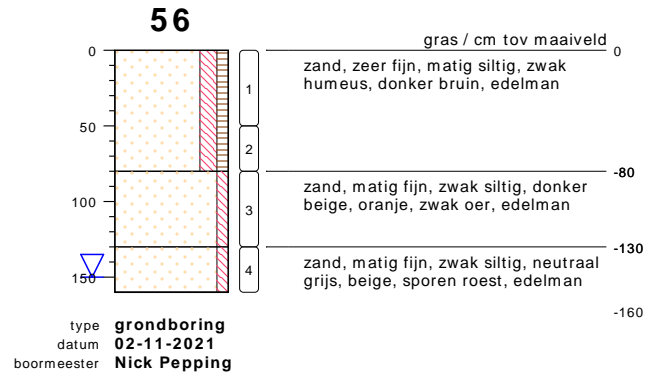 56
gras / cm tov maaiveld
0
0
zand, zeer fijn, matig siltig, zwak
humeus, donker bruin, edelman
1
50
2
-80
zand, matig fijn, zwak siltig, donker
beige, oranje, zwak oer, edelman
100
3
-130
zand, matig fijn, zwak siltig, neutraal
grijs, beige, sporen roest, edelman
4
150
-160
type grondboring
datum 02-11-2021
boormeester Nick Pepping